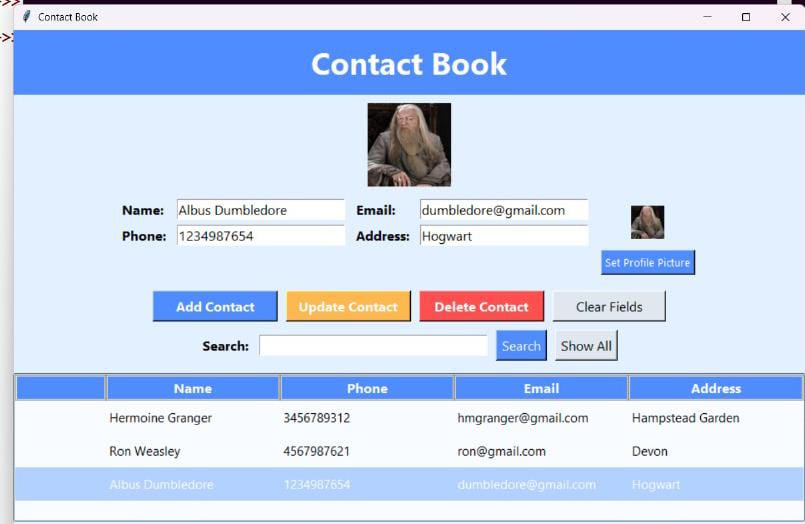 >>>
Contact Book
Contact Book
Name: Albus Dumbledore Email: dumbledore@gmail.com
Phone: 1234987654 Address: Hogwart
Set Profile Picture
Add Contact Update Contact Delete Contact Clear Fields
Search: Search Show All
Name Phone Email Address
Hermoine Granger 3456789312 hmgranger@gmail.com Hampstead Garden
Ron Weasley 4567987621 ron@gmail.com Devon
Albus Dumbledore 1234987654 dumbledore@gmail.com Hogwart